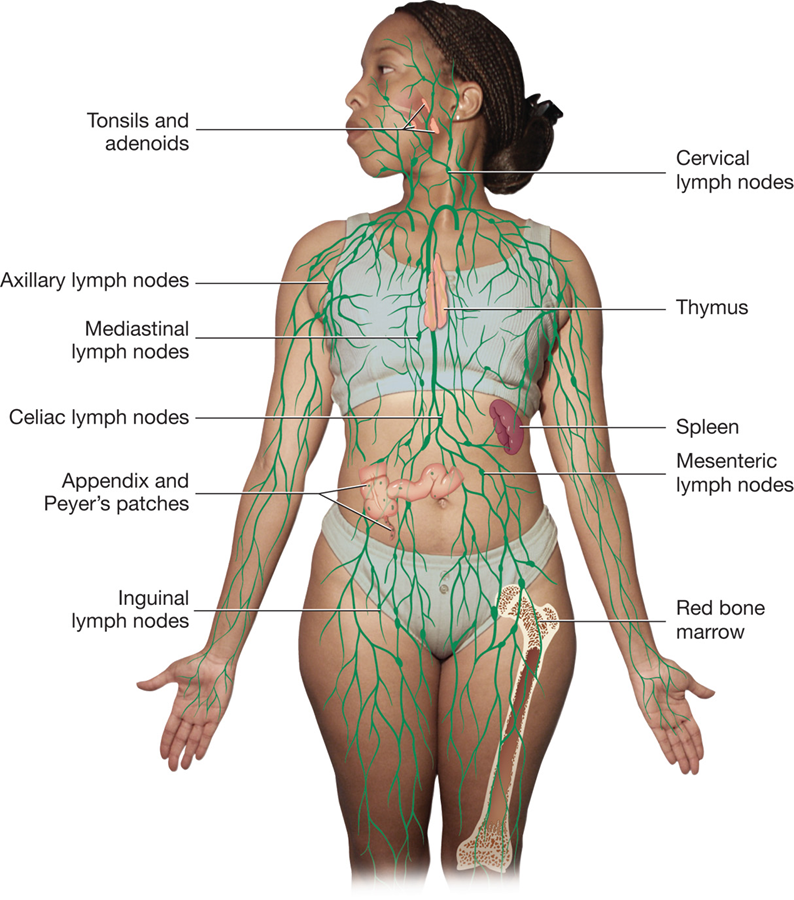 Tonsils and
adenoids
Cervical
lymph nodes
Axillary lymph nodes
Thymus
Mediastinal
lymph nodes
Celiac lymph nodes
Spleen
Mesenteric
lymph nodes
Appendix and
Peyer's patches
Inguinal
lymph nodes
Red bone
marrow